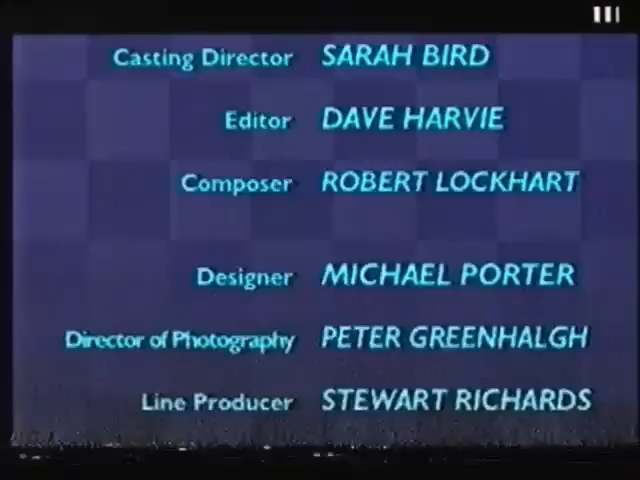 Casting Director SARAH BIRD
Editor DAVE HARVIE
Composer ROBERT LOCKHART
Designer MICHAEL PORTER
Director of Photography PETER GREENHALGH
Line Producer STEWART RICHARDS